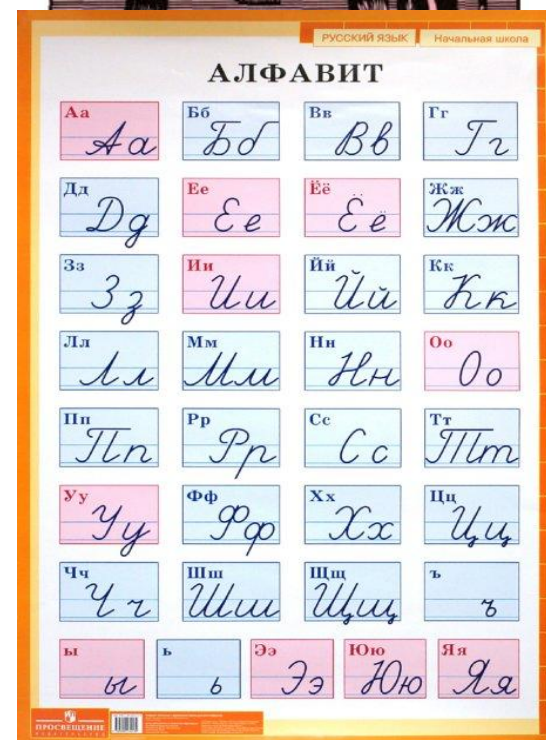 РУССКИЙ ЯЗЫК Начальная школа
АЛФАВИТ
Аа Бб Вв Гг
Аа Бб Вв Гг
Дд Ее Ёё Жж
Дд Ее Ёё Жж
Зз Ии Йй Кк
Зз Ии Йй Кк
Лл Мм Нн Оо
Лл Мм Нн Оо
Пп Рр Сс Тт
Пп Рр Сс Тт
Уу Фф Хх Цц
Уу Фф Хх Цц
Чч Шш Щщ ъ
Чч Шш Щщ ъ
ы ь Ээ Юю Яя
ы ь Ээ Юю Яя
ПРОСВЕЩЕНИЕ